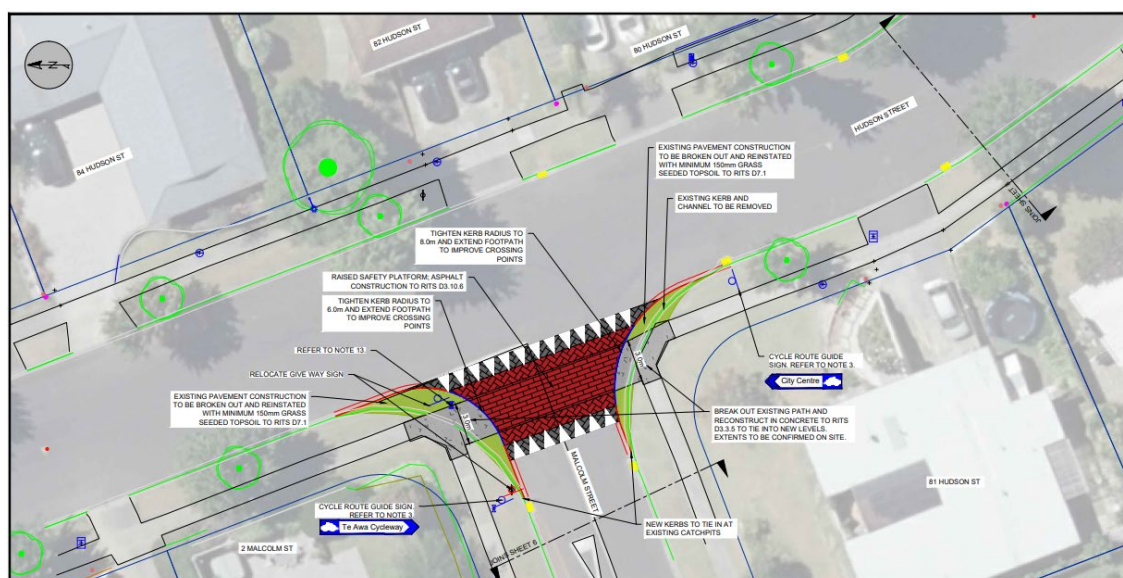 N
82 HUDSON ST
80 HUDSON ST
84 HUDSON ST
HUDSON STREET
EXISTING PAVEMENT CONSTRUCTION
TO BE BROKEN OUT AND REINSTATED
WITH MINIMUM 150mm GRASS
SEEDED TOPSOIL TO RITS D7.1
EXISTING KERB AND
CHANNEL TO BE REMOVED
JOINS SHEET
TIGHTEN KERB RADIUS TO
8.0m AND EXTEND FOOTPATH
TO IMPROVE CROSSING
POINTS
RAISED SAFETY PLATFORM; ASPHALT
CONSTRUCTION TO RITS D3.10.6
TIGHTEN KERB RADIUS TO
6.0m AND EXTEND FOOTPATH
TO IMPROVE CROSSING
POINTS
REFER TO NOTE 13
RELOCATE GIVE WAY SIGN
EXISTING PAVEMENT CONSTRUCTION
TO BE BROKEN OUT AND REINSTATED
WITH MINIMUM 150mm GRASS
SEEDED TOPSOIL TO RITS D7.1
3.0m
3.0m
CYCLE ROUTE GUIDE
SIGN. REFER TO NOTE 3.
City Centre
BREAK OUT EXISTING PATH AND
RECONSTRUCT IN CONCRETE TO RITS
D3.3.5 TO TIE INTO NEW LEVELS.
EXTENTS TO BE CONFIRMED ON SITE.
MALCOLM STREET
81 HUDSON ST
CYCLE ROUTE GUIDE SIGN.
REFER TO NOTE 3.
Te Awa Cycleway
NEW KERBS TO TIE IN AT
EXISTING CATCHPITS
2 MALCOLM ST
JOINS SHEET 6